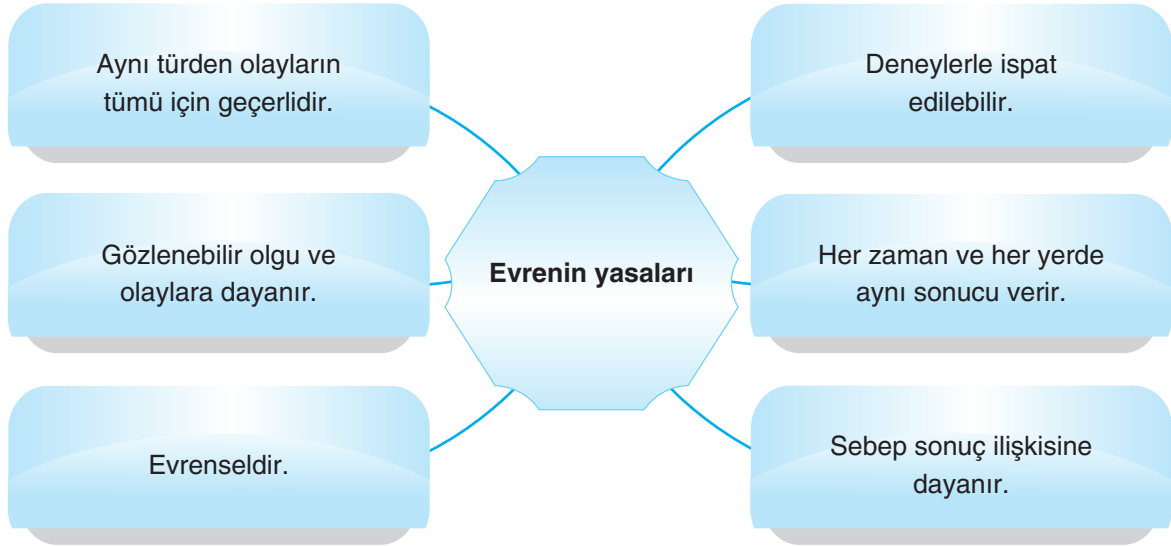 Aynı türden olayların
tümü için geçerlidir.
Deneylerle ispat
edilebilir.
Gözlenebilir olgu ve
olaylara dayanır.
Evrenin yasaları
Her zaman ve her yerde
aynı sonucu verir.
Evrenseldir.
Sebep sonuç ilişkisine
dayanır.